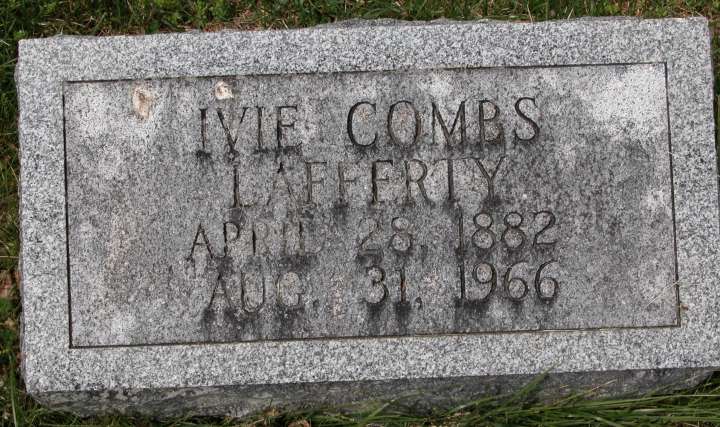 IVIE COMBS
LAFFERTY
APRIL 28, 1882
AUG. 31, 1966